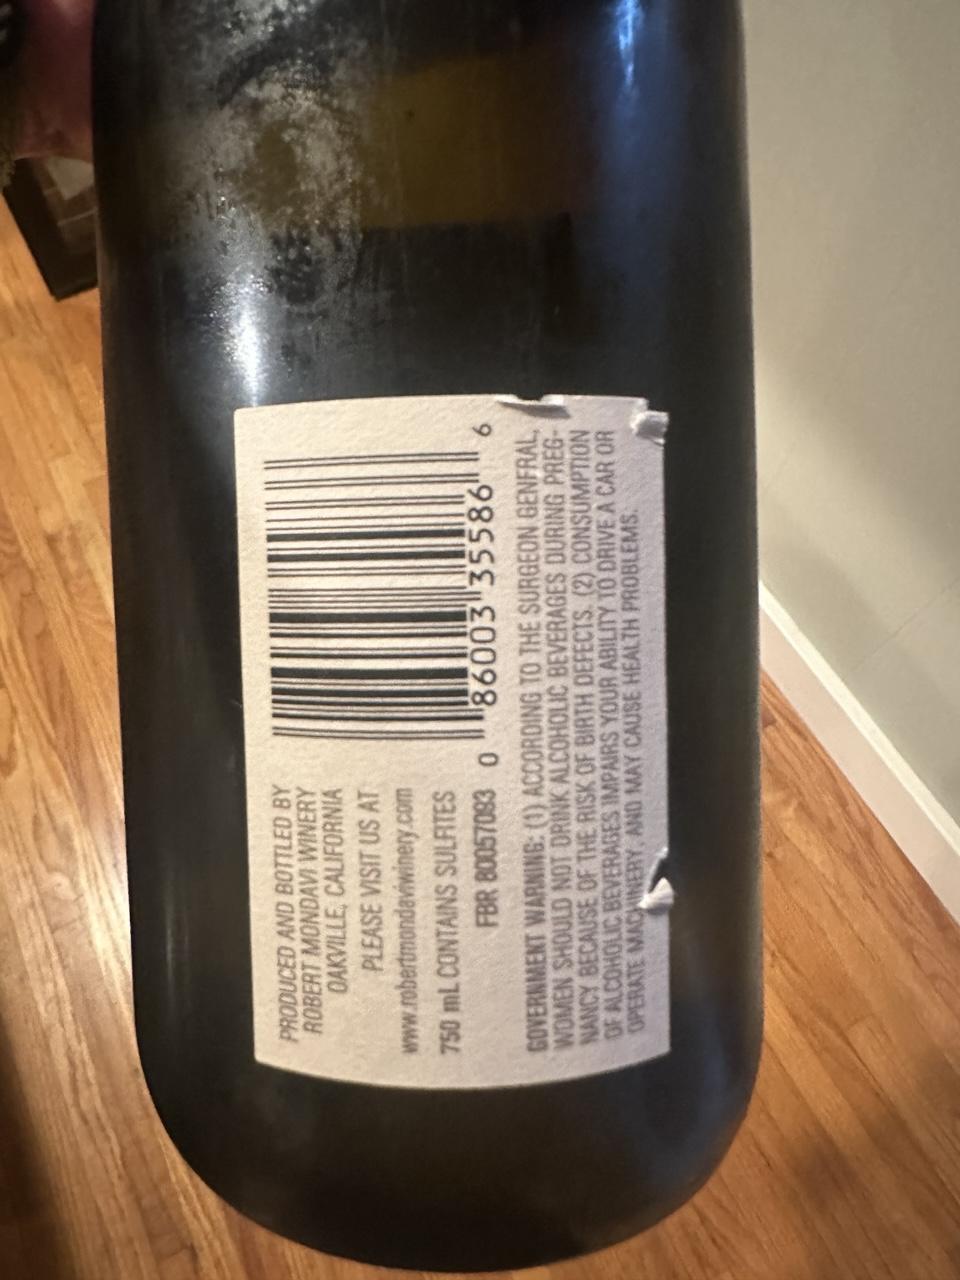 PRODUCED AND BOTTLED BY
ROBERT MONDAVI WINERY
OAKVILLE, CALIFORNIA
PLEASE VISIT US AT
www.robertmondaviwinery.com
750 mL CONTAINS SULFITES
FBR 80057083
0 86003 35586 6
GOVERNMENT WARNING: (1) ACCORDING TO THE SURGEON GENERAL,
WOMEN SHOULD NOT DRINK ALCOHOLIC BEVERAGES DURING PREG-
NANCY BECAUSE OF THE RISK OF BIRTH DEFECTS. (2) CONSUMPTION
OF ALCOHOLIC BEVERAGES IMPAIRS YOUR ABILITY TO DRIVE A CAR OR
OPERATE MACHINERY, AND MAY CAUSE HEALTH PROBLEMS.